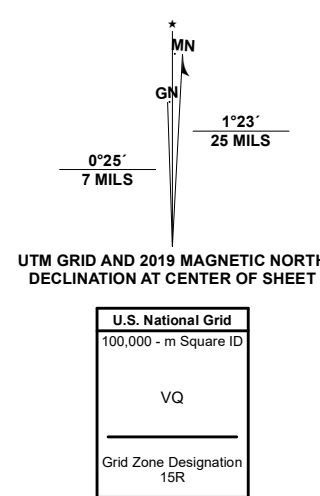 ★
MN
GN
1°23´
25 MILS
0°25´
7 MILS
UTM GRID AND 2019 MAGNETIC NORTH
DECLINATION AT CENTER OF SHEET
U.S. National Grid
100,000 - m Square ID
VQ
Grid Zone Designation
15R